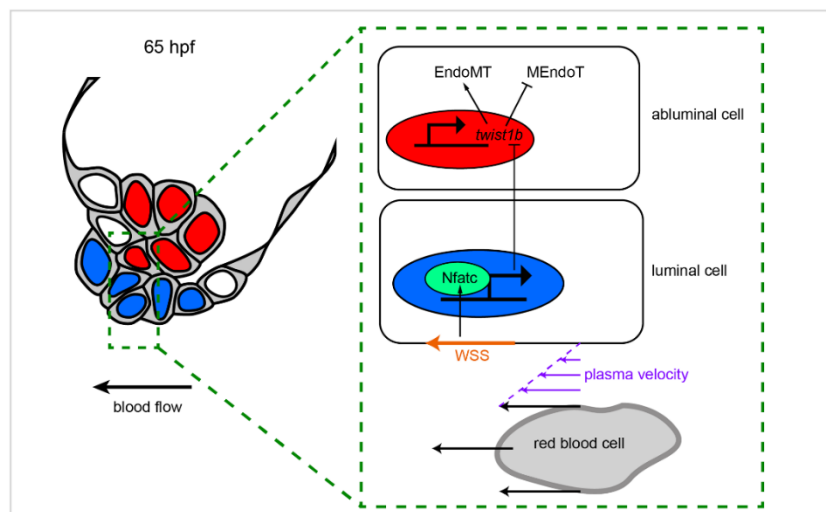 65 hpf
EndoMT
MEndoT
twist1b
abluminal cell
Nfatc
luminal cell
WSS
plasma velocity
blood flow
red blood cell